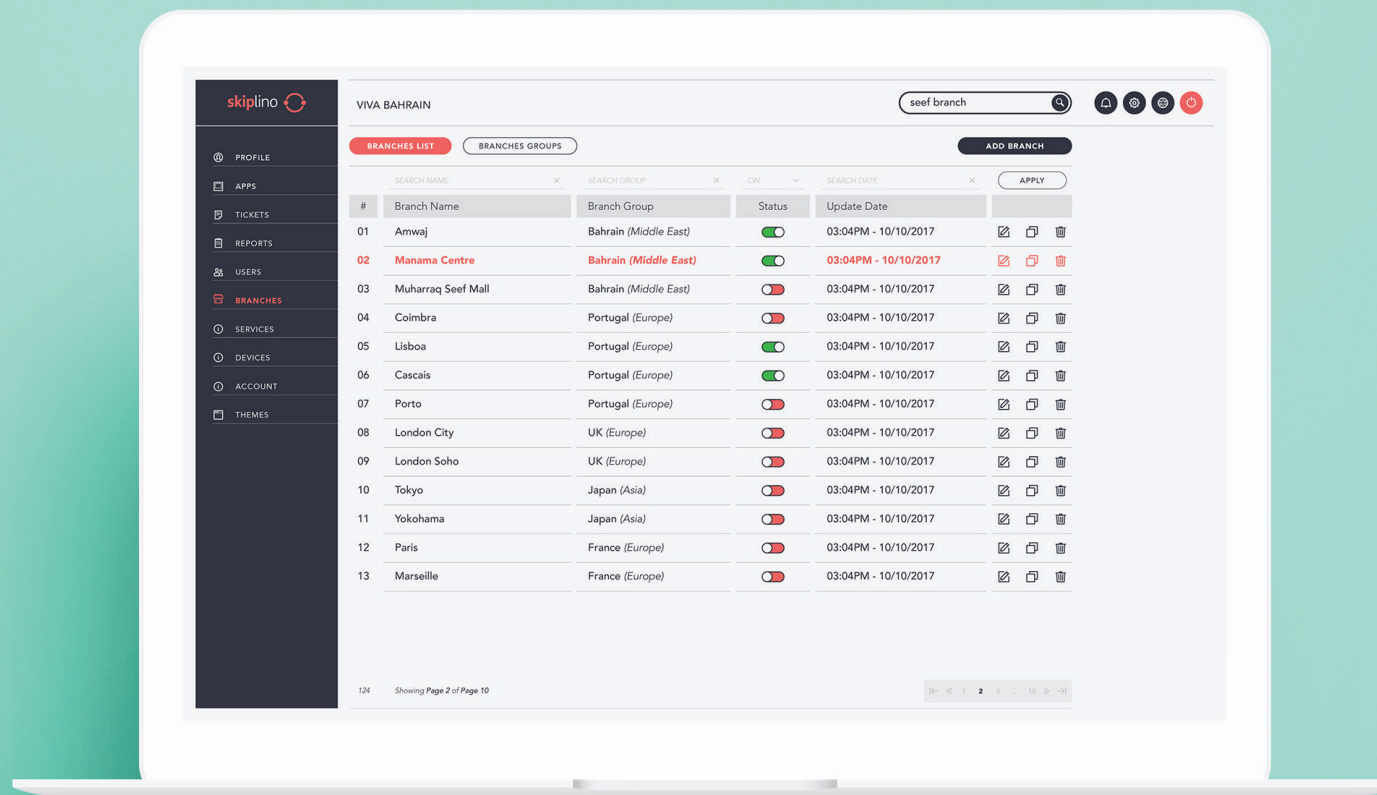 skiplino
VIVA BAHRAIN
seef branch
PROFILE
APPS
TICKETS
REPORTS
USERS
BRANCHES
SERVICES
DEVICES
ACCOUNT
THEMES
BRANCHES LIST BRANCHES GROUPS ADD BRANCH
SEARCH NAME SEARCH GROUP ON SEARCH DATE APPLY
# Branch Name Branch Group Status Update Date
01 Amwaj Bahrain (Middle East) 03:04PM - 10/10/2017
02 Manama Centre Bahrain (Middle East) 03:04PM - 10/10/2017
03 Muharraq Seef Mall Bahrain (Middle East) 03:04PM - 10/10/2017
04 Coimbra Portugal (Europe) 03:04PM - 10/10/2017
05 Lisboa Portugal (Europe) 03:04PM - 10/10/2017
06 Cascais Portugal (Europe) 03:04PM - 10/10/2017
07 Porto Portugal (Europe) 03:04PM - 10/10/2017
08 London City UK (Europe) 03:04PM - 10/10/2017
09 London Soho UK (Europe) 03:04PM - 10/10/2017
10 Tokyo Japan (Asia) 03:04PM - 10/10/2017
11 Yokohama Japan (Asia) 03:04PM - 10/10/2017
12 Paris France (Europe) 03:04PM - 10/10/2017
13 Marseille France (Europe) 03:04PM - 10/10/2017
124 Showing Page 2 of Page 10 1 2 3 ... 10